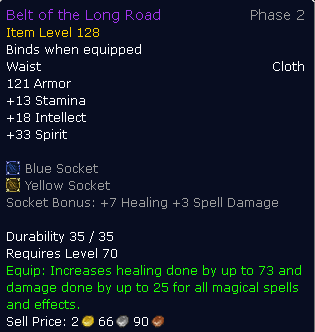 Belt of the Long Road Phase 2
Item Level 128
Binds when equipped
Waist Cloth
121 Armor
+13 Stamina
+18 Intellect
+33 Spirit
Blue Socket
Yellow Socket
Socket Bonus: +7 Healing +3 Spell Damage
Durability 35 / 35
Requires Level 70
Equip: Increases healing done by up to 73 and
damage done by up to 25 for all magical spells
and effects.
Sell Price: 2 66 90